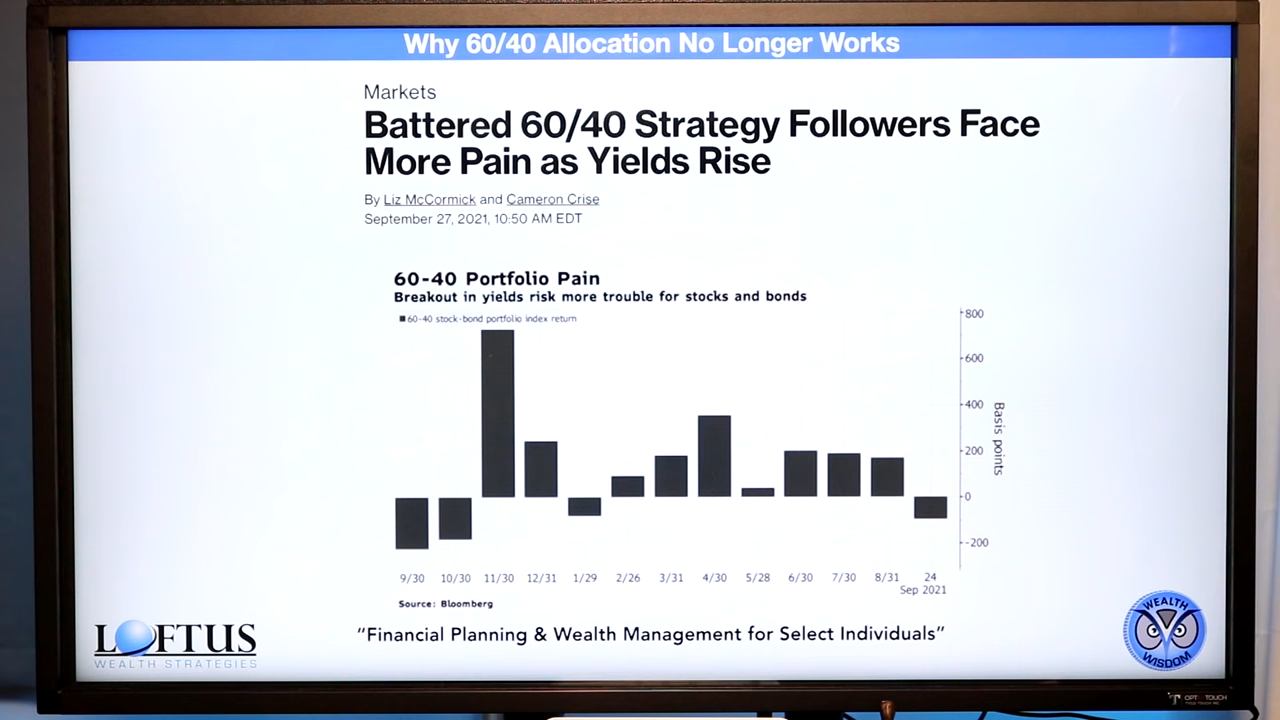 Why 60/40 Allocation No Longer Works
Markets
Battered 60/40 Strategy Followers Face
More Pain as Yields Rise
By Liz McCormick and Cameron Crise
September 27, 2021, 10:50 AM EDT
60-40 Portfolio Pain
Breakout in yields risk more trouble for stocks and bonds
60-40 stock-bond portfolio index return
800
600
400
200
0
-200
Basis points
9/30 10/30 11/30 12/31 1/29 2/26 3/31 4/30 5/28 6/30 7/30 8/31 24
Sep 2021
Source: Bloomberg
LOFTUS
WEALTH STRATEGIES
"Financial Planning & Wealth Management for Select Individuals"
WEALTH
WISDOM